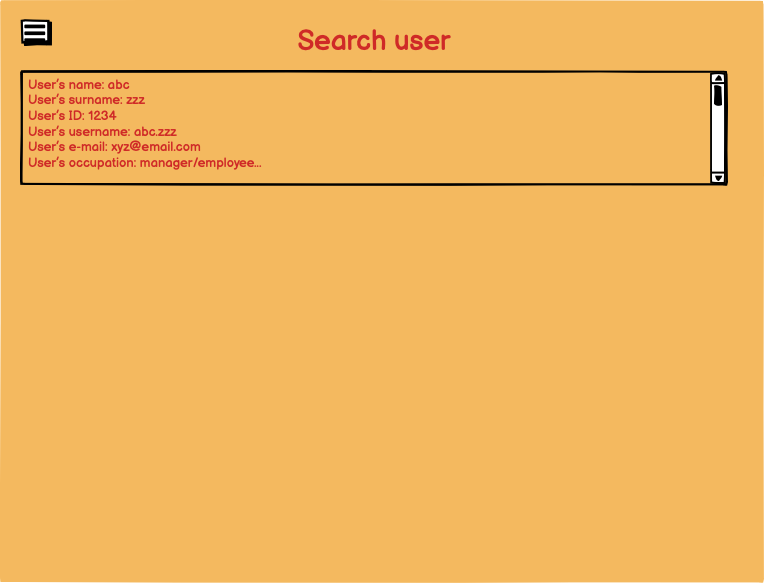 Search user
User's name: abc
User's surname: zzz
User's ID: 1234
User's username: abc.zzz
User's e-mail: xyz@email.com
User's occupation: manager/employee...